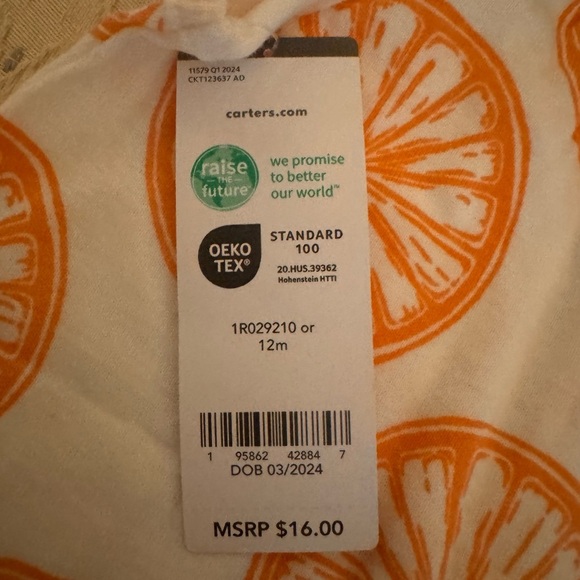 11579 Q1 2024
CKT123637 AD
carters.com
raise
THE
future
we promise
to better
our world™
OEKO
TEX®
STANDARD
100
20.HUS.39362
Hohenstein HTTI
1R029210 or
12m
1 95862 42884 7
DOB 03/2024
MSRP $16.00